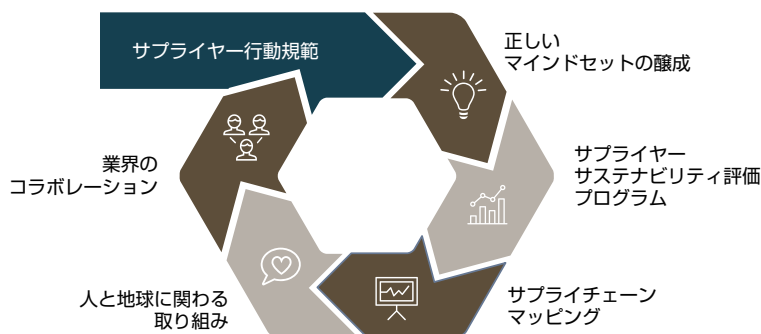 サプライヤー行動規範
正しい
マインドセットの醸成
サプライヤー
サステナビリティ評価
プログラム
サプライチェーン
マッピング
人と地球に関わる
取り組み
業界の
コラボレーション